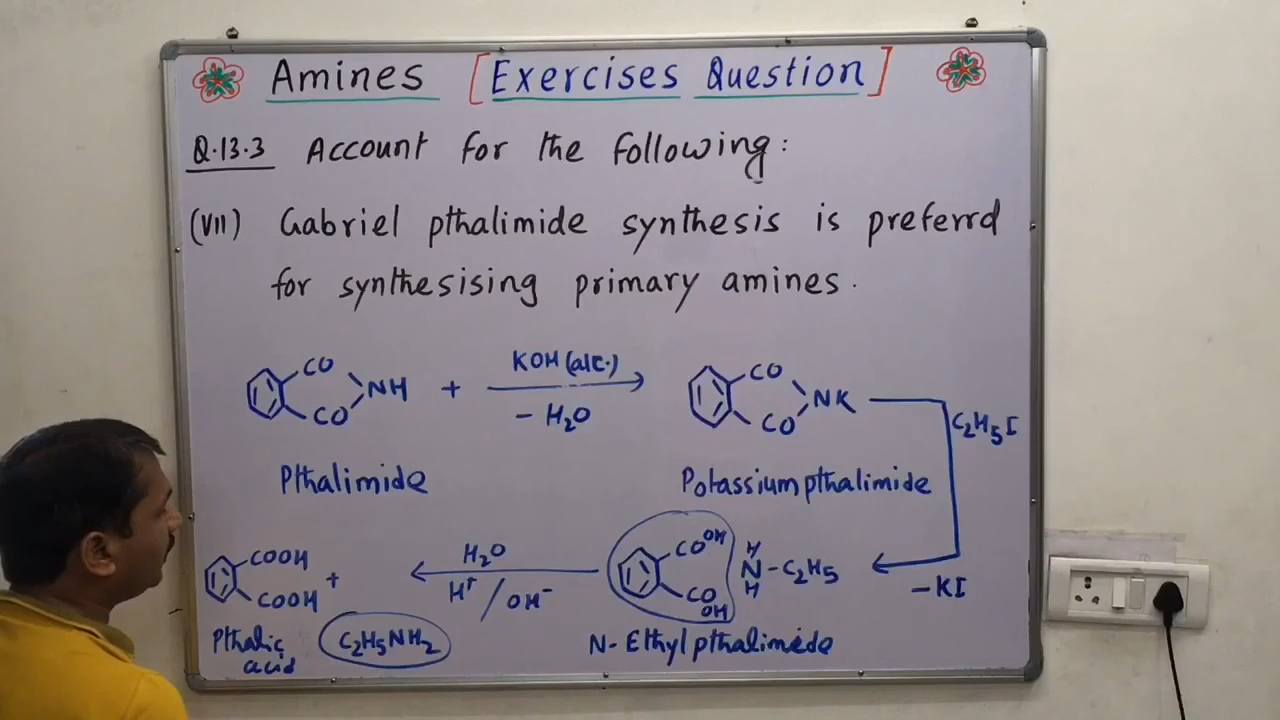 Amines [Exercises Question]
Q.13.3 Account for the following:
(VII) Gabriel pthalimide synthesis is preferrd
for synthesising primary amines.
CO
CO
NH + KOH (alc.)
- H₂O
CO
CO
NK
C₂H₅I
Pthalimide
Potassium pthalimide
- KI
COOH
COOH
+
H₂O
H⁺ / OH⁻
COOH
COOH
H
N - C₂H₅
H
Pthalic
acid
C₂H₅NH₂
N- Ethyl pthalimide